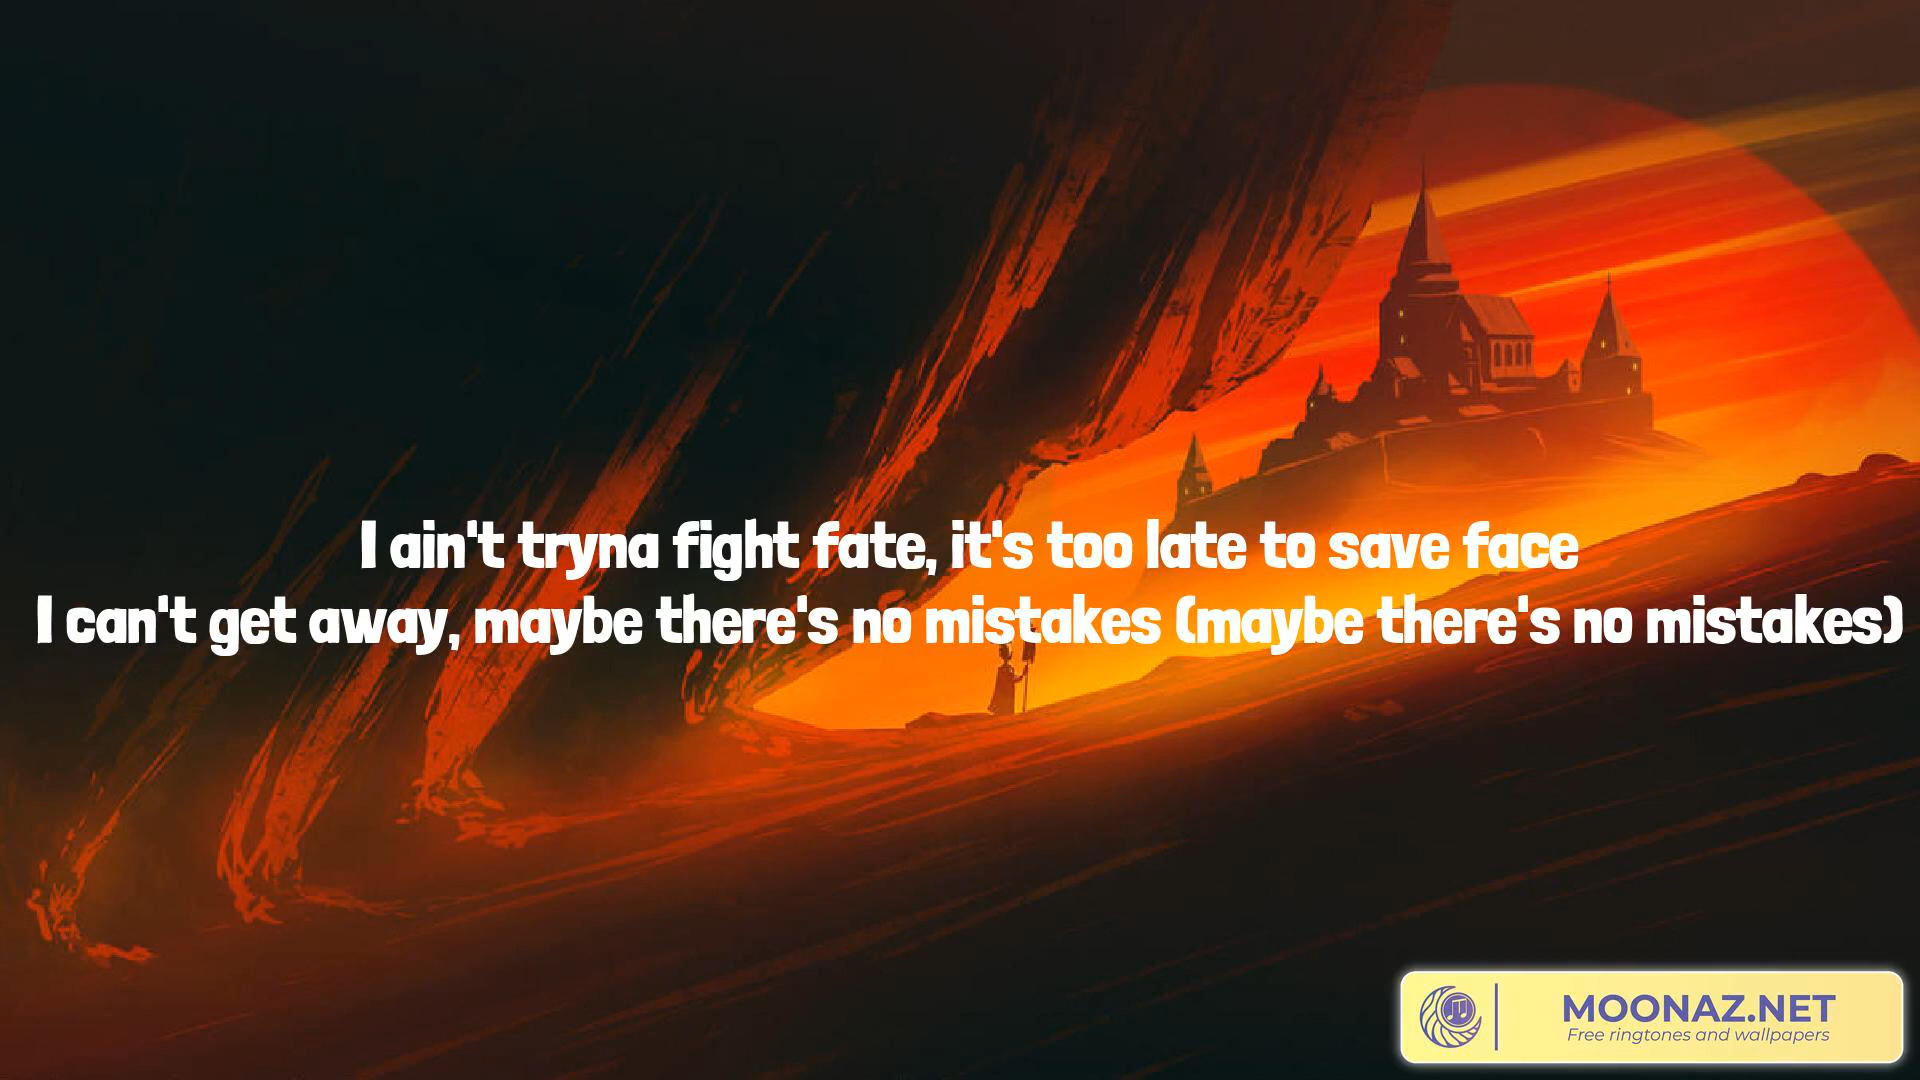 I ain't tryna fight fate, it's too late to save face
I can't get away, maybe there's no mistakes (maybe there's no mistakes)
MOONAZ.NET
Free ringtones and wallpapers